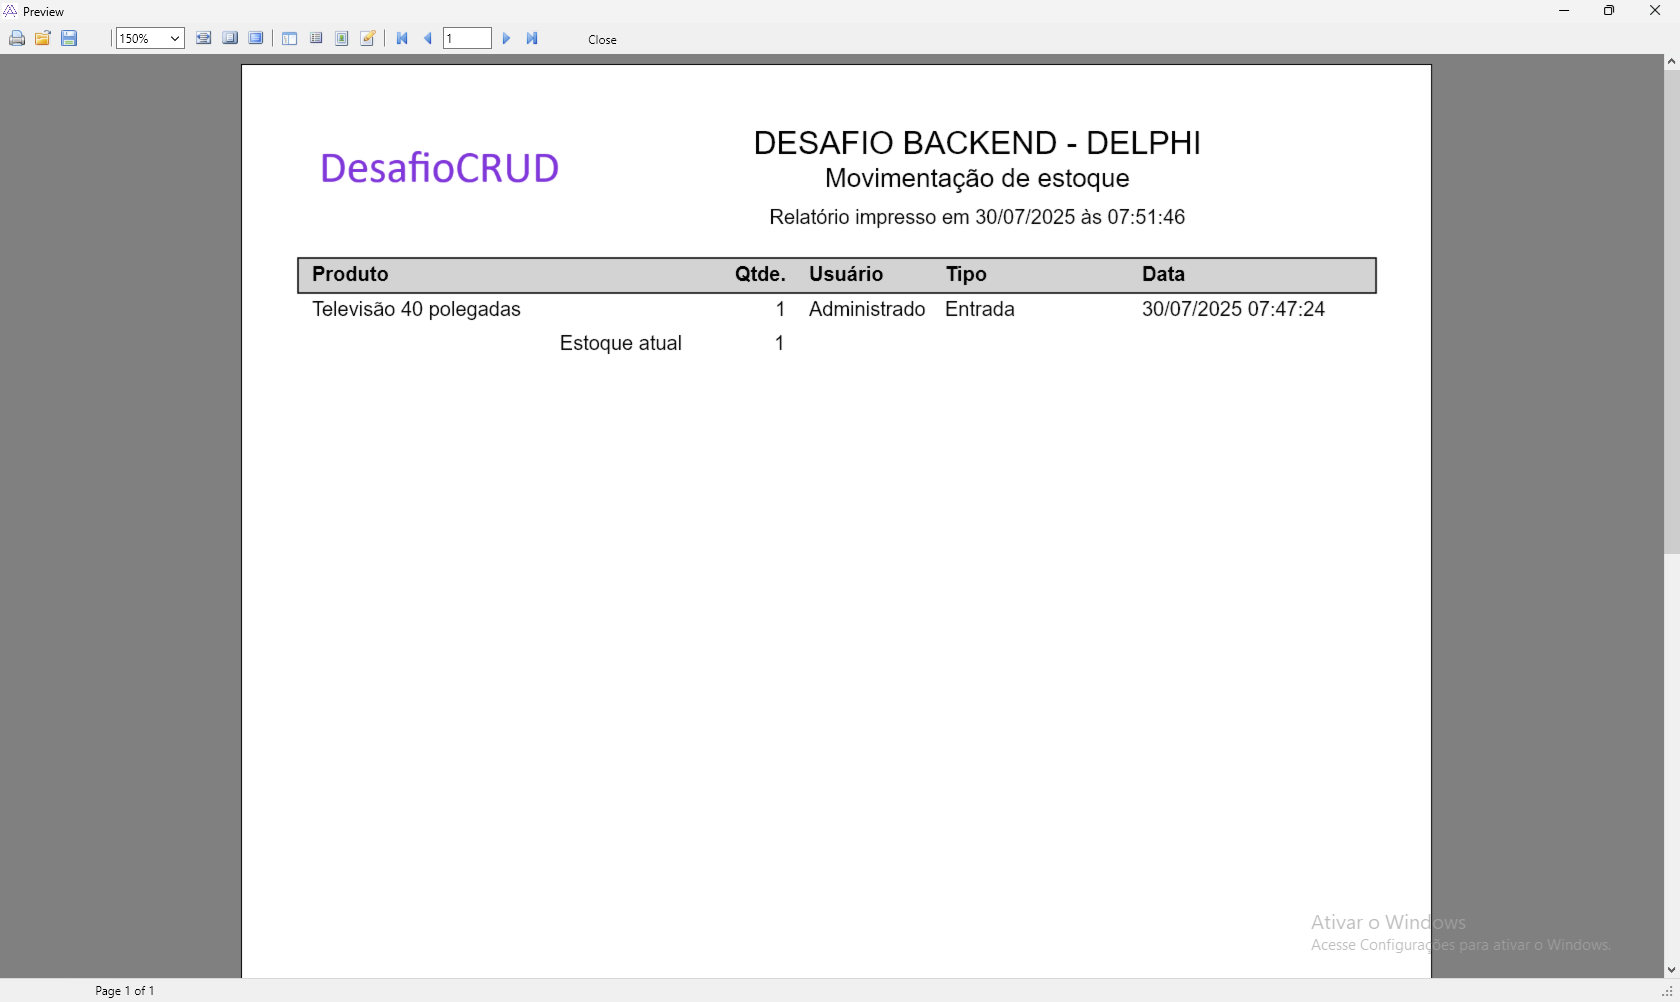 Preview
150%
1
Close
DesafioCRUD
DESAFIO BACKEND - DELPHI
Movimentação de estoque
Relatório impresso em 30/07/2025 às 07:51:46
Produto Qtde. Usuário Tipo Data
Televisão 40 polegadas 1 Administrado Entrada 30/07/2025 07:47:24
Estoque atual 1
Ativar o Windows
Acesse Configurações para ativar o Windows.
Page 1 of 1